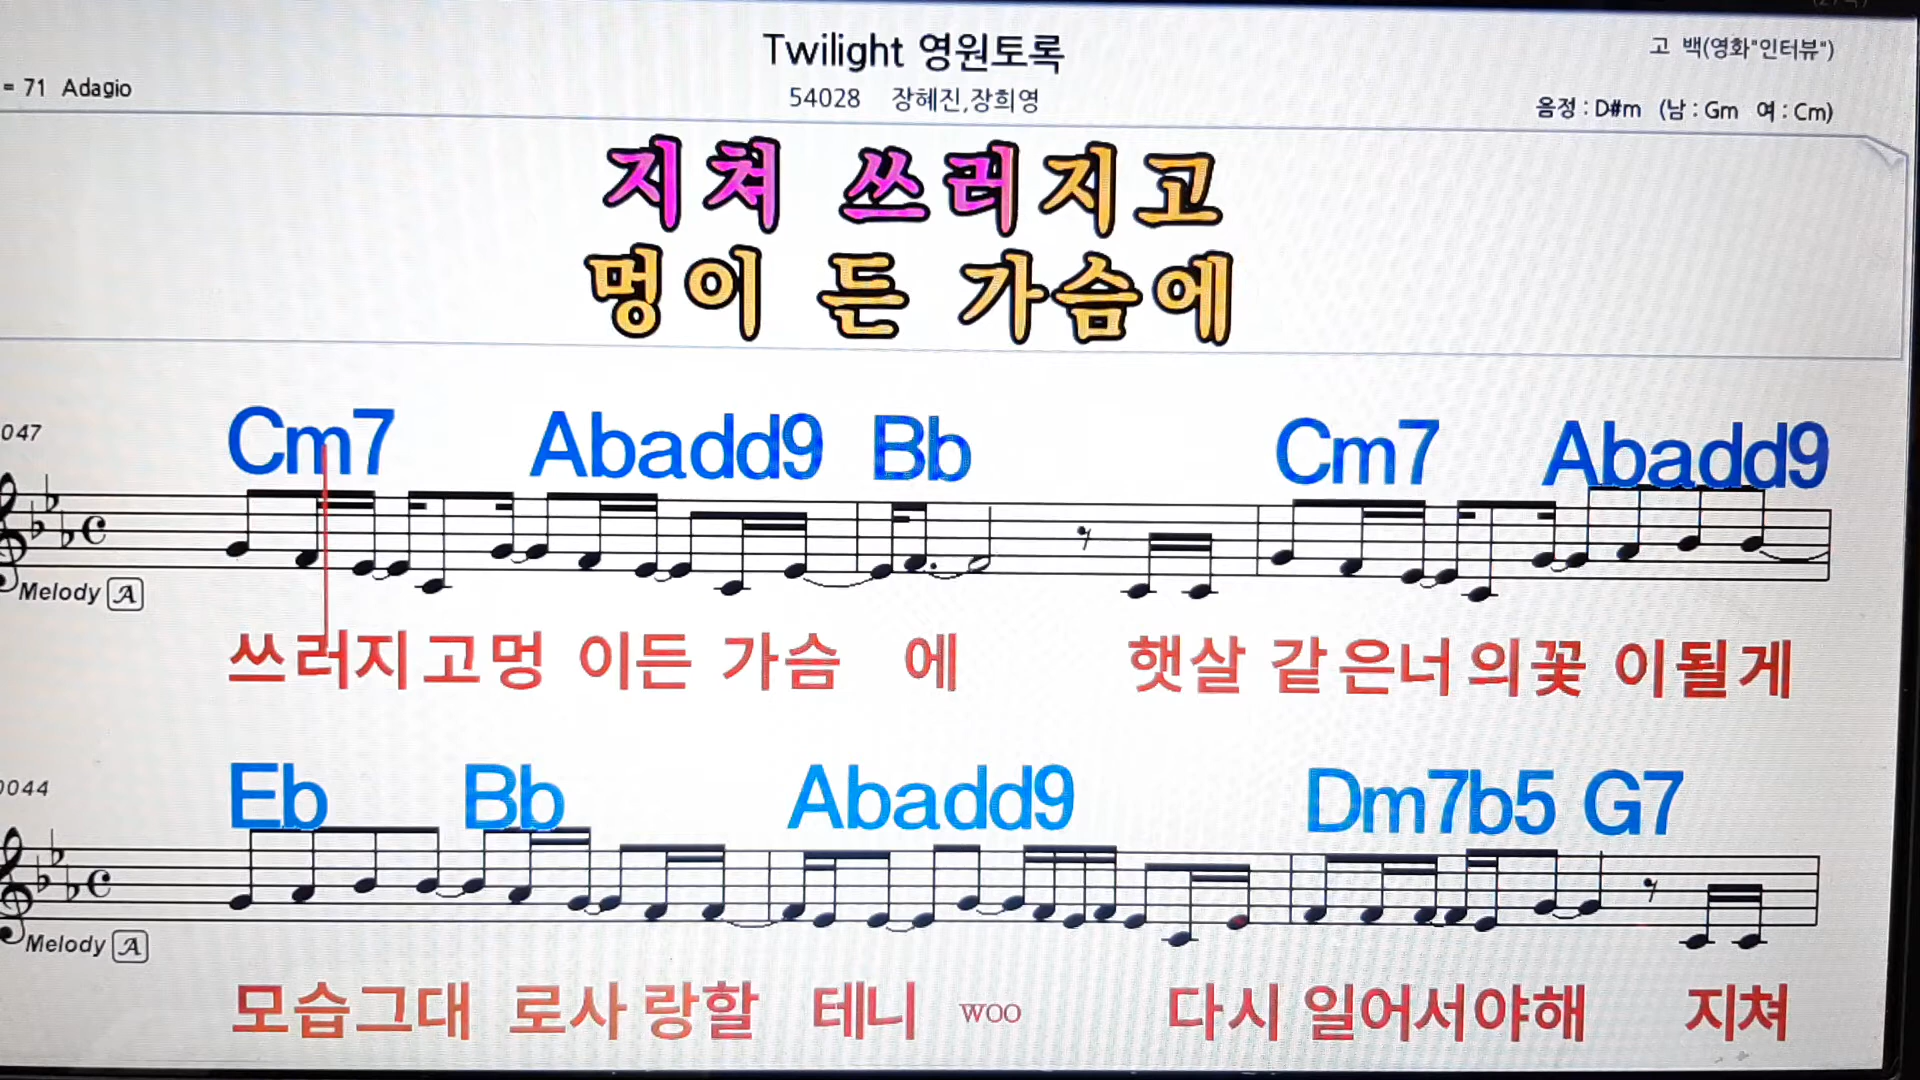 Twilight 영원토록
고 백(영화"인터뷰")
= 71 Adagio
54028 장혜진,장희영
음정 : D#m (남 : Gm 여 : Cm)
지쳐 쓰러지고
멍이 든 가슴에
047
Cm7 Abadd9 Bb Cm7 Abadd9
Melody A
쓰러지고멍 이든 가슴 에 햇살 같은너의꽃 이될게
0044
Eb Bb Abadd9 Dm7b5 G7
Melody A
모습그대 로사랑할 테니 woo 다시 일어서야해 지쳐